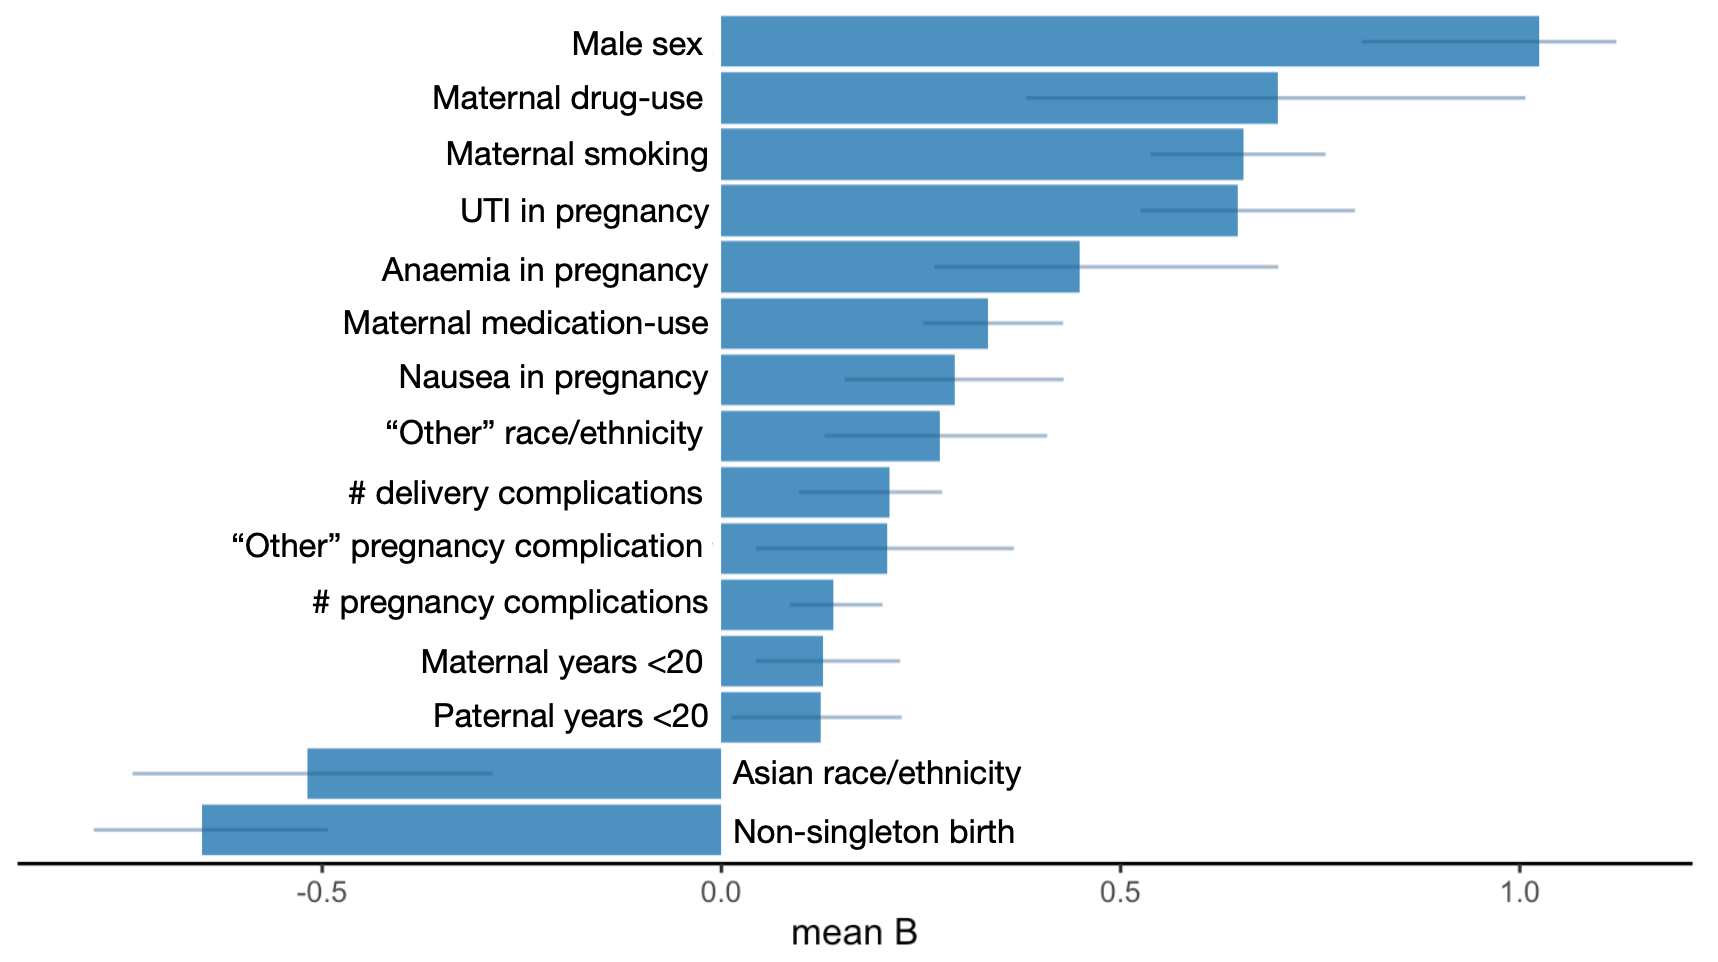 Male sex
Maternal drug-use
Maternal smoking
UTI in pregnancy
Anaemia in pregnancy
Maternal medication-use
Nausea in pregnancy
“Other” race/ethnicity
# delivery complications
“Other” pregnancy complication
# pregnancy complications
Maternal years <20
Paternal years <20
Asian race/ethnicity
Non-singleton birth
-0.5 0.0 0.5 1.0
mean B